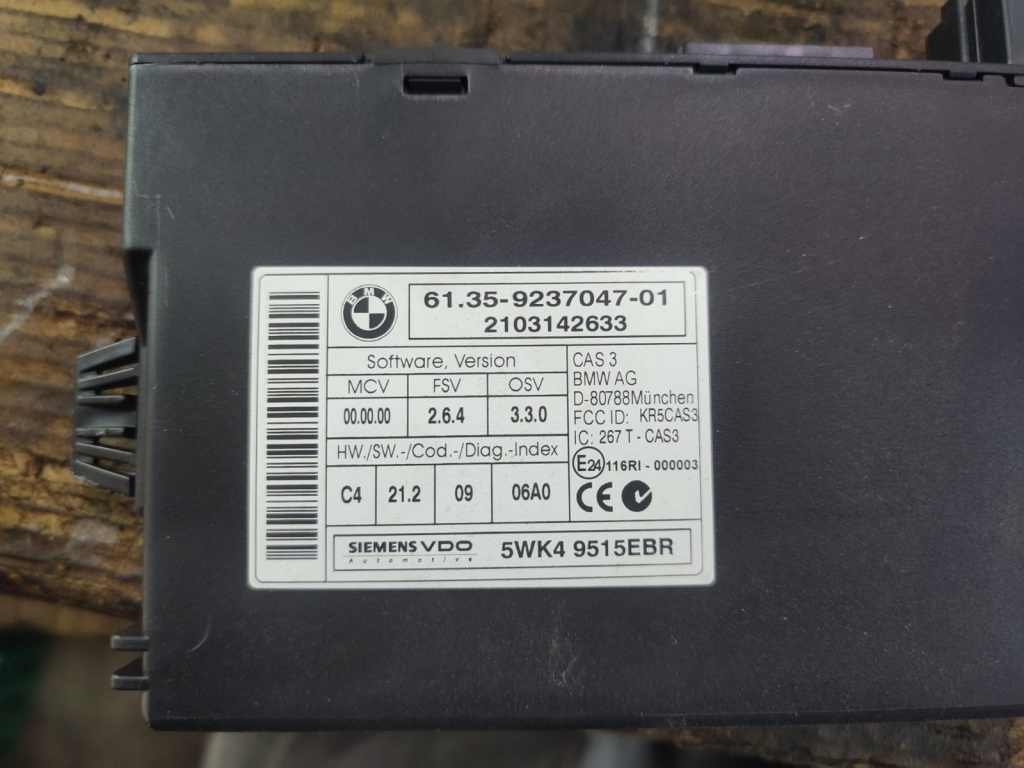 BMW
61.35-9237047-01
2103142633
Software, Version
MCV FSV OSV
00.00.00 2.6.4 3.3.0
HW./SW.-/Cod.-/Diag.-Index
C4 21.2 09 06A0
CAS 3
BMW AG
D-80788München
FCC ID: KR5CAS3
IC: 267 T - CAS3
E24 116RI - 000003
CE
SIEMENS VDO 5WK4 9515EBR
Automotive